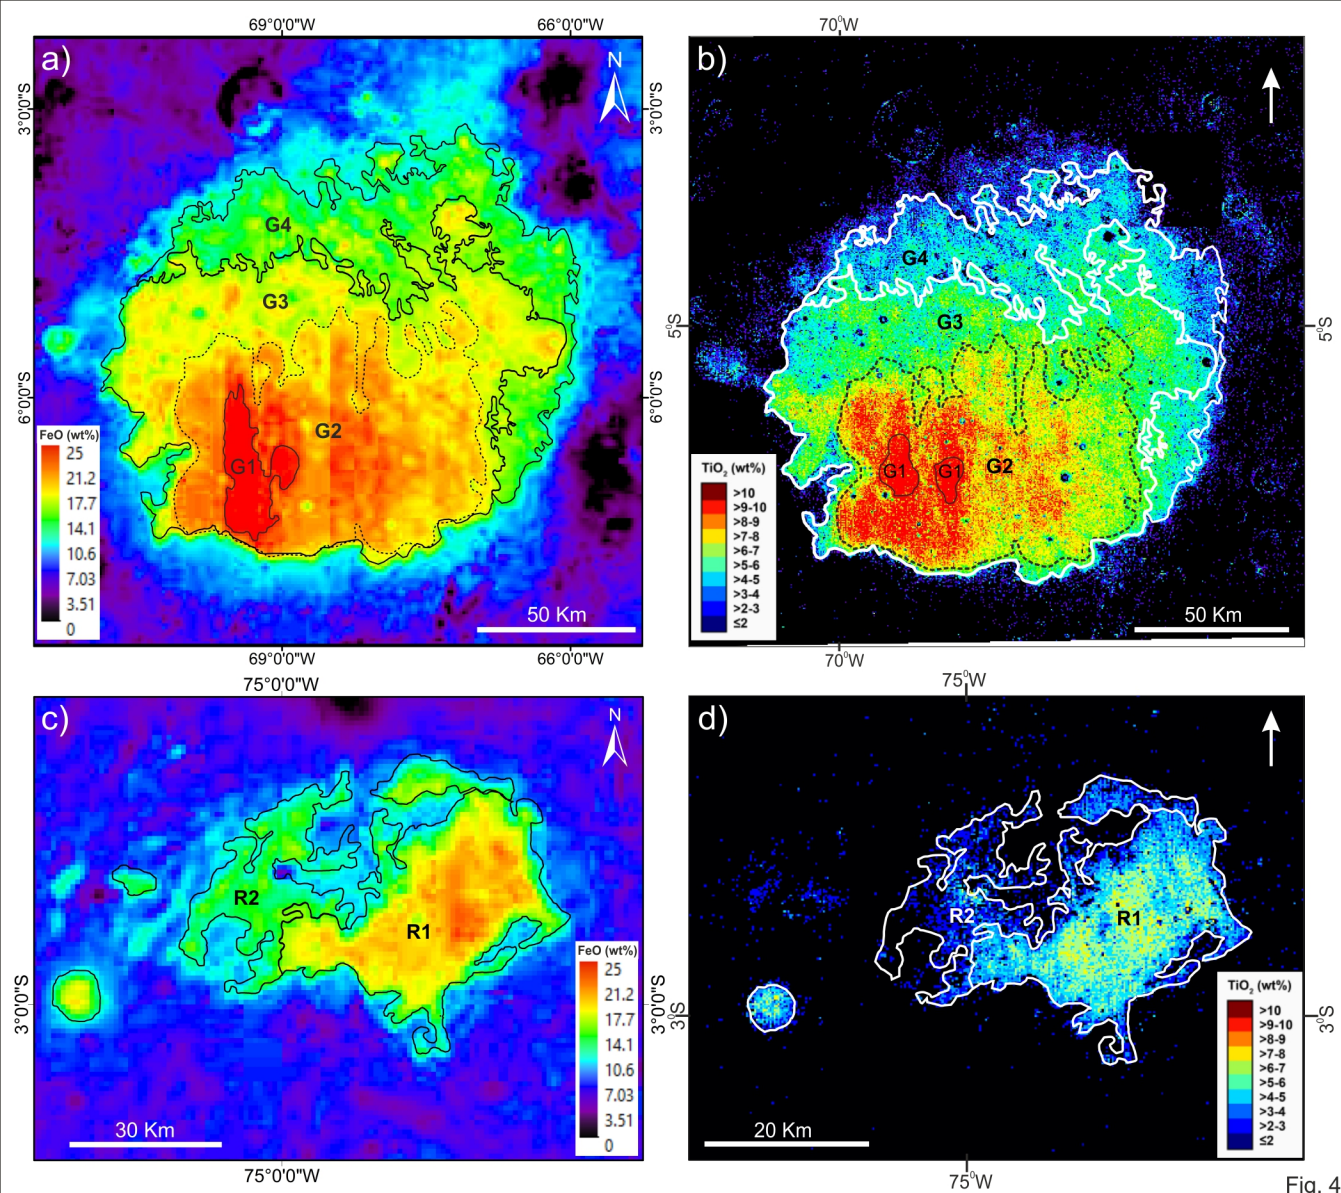 69°0'0"W 66°0'0"W 70°W
a) N b)
3°0'0"S 3°0'0"S
G4 G4
G3 G3
5°S 5°S
6°0'0"S 6°0'0"S
G2 G2
G1 G1 G1
FeO (wt%)
25
21.2
17.7
14.1
10.6
7.03
3.51
0
TiO₂ (wt%)
>10
>9-10
>8-9
>7-8
>6-7
>5-6
>4-5
>3-4
>2-3
≤2
50 Km 50 Km
69°0'0"W 66°0'0"W 70°W
75°0'0"W 75°W
c) N d)
R2 R1 R2 R1
3°0'0"S 3°0'0"S 3°S 3°S
FeO (wt%)
25
21.2
17.7
14.1
10.6
7.03
3.51
0
TiO₂ (wt%)
>10
>9-10
>8-9
>7-8
>6-7
>5-6
>4-5
>3-4
>2-3
≤2
30 Km 20 Km
75°0'0"W 75°W
Fig. 4